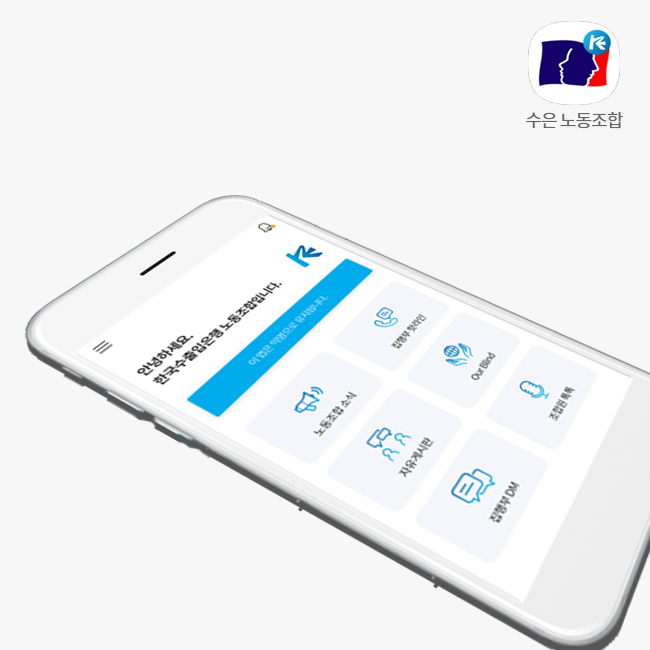 수은 노동조합
안녕하세요.
한국수출입은행 노동조합입니다.
이 앱은 익명으로 유지됩니다.
노동조합 소식
집행부 핫라인
자유게시판
Our Blind
집행부 DM
조합원 톡톡